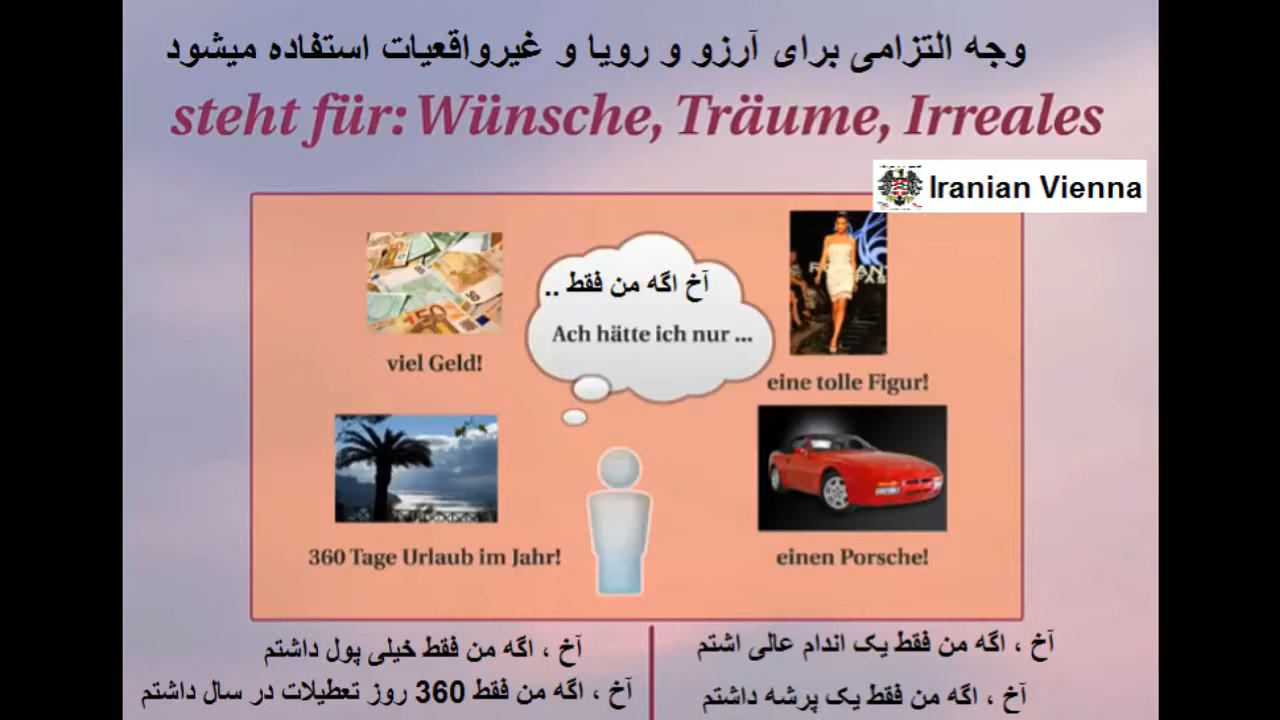 وجه التزامی برای آرزو و رویا و غیرواقعیات استفاده میشود
steht für: Wünsche, Träume, Irreales
Iranian Vienna
آخ اگه من فقط ..
Ach hätte ich nur ...
viel Geld!
eine tolle Figur!
360 Tage Urlaub im Jahr!
einen Porsche!
آخ ، اگه من فقط یک اندام عالی اشتم
آخ ، اگه من فقط خیلی پول داشتم
آخ ، اگه من فقط یک پرشه داشتم
آخ ، اگه من فقط 360 روز تعطیلات در سال داشتم